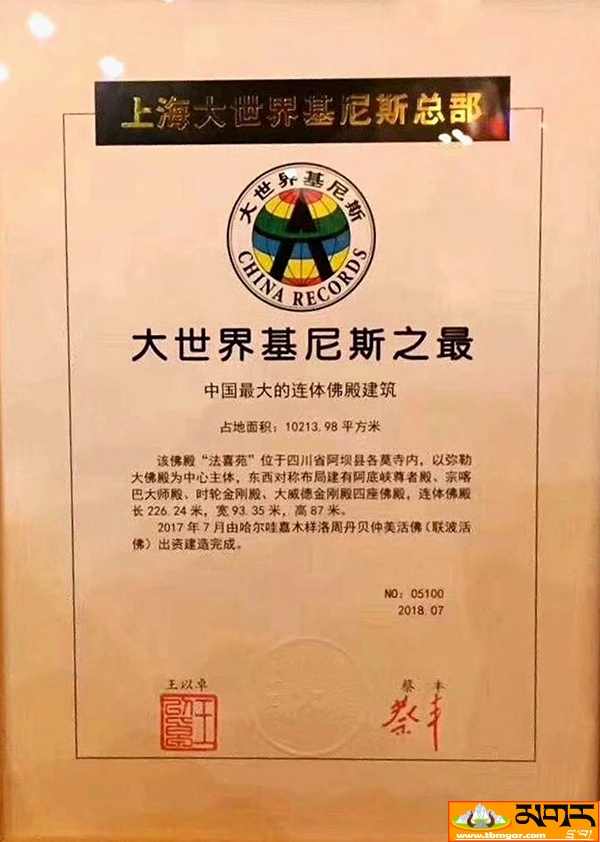 上海大世界基尼斯总部
大世界基尼斯
CHINA RECORDS
大世界基尼斯之最
中国最大的连体佛殿建筑
占地面积：10213.98平方米
该佛殿“法喜苑”位于四川省阿坝县各莫寺内，以弥勒
大佛殿为中心主体，东西对称布局建有阿底峡尊者殿、宗喀
巴大师殿、时轮金刚殿、大威德金刚殿四座佛殿，连体佛殿
长226.24米，宽93.35米，高87米。
2017年7月由哈尔哇嘉木样洛周丹贝仲美活佛（联波活
佛）出资建造完成。
NO：05100
2018.07
王以卓
蔡 丰
蔡丰
མགར
www.tbmgar.com